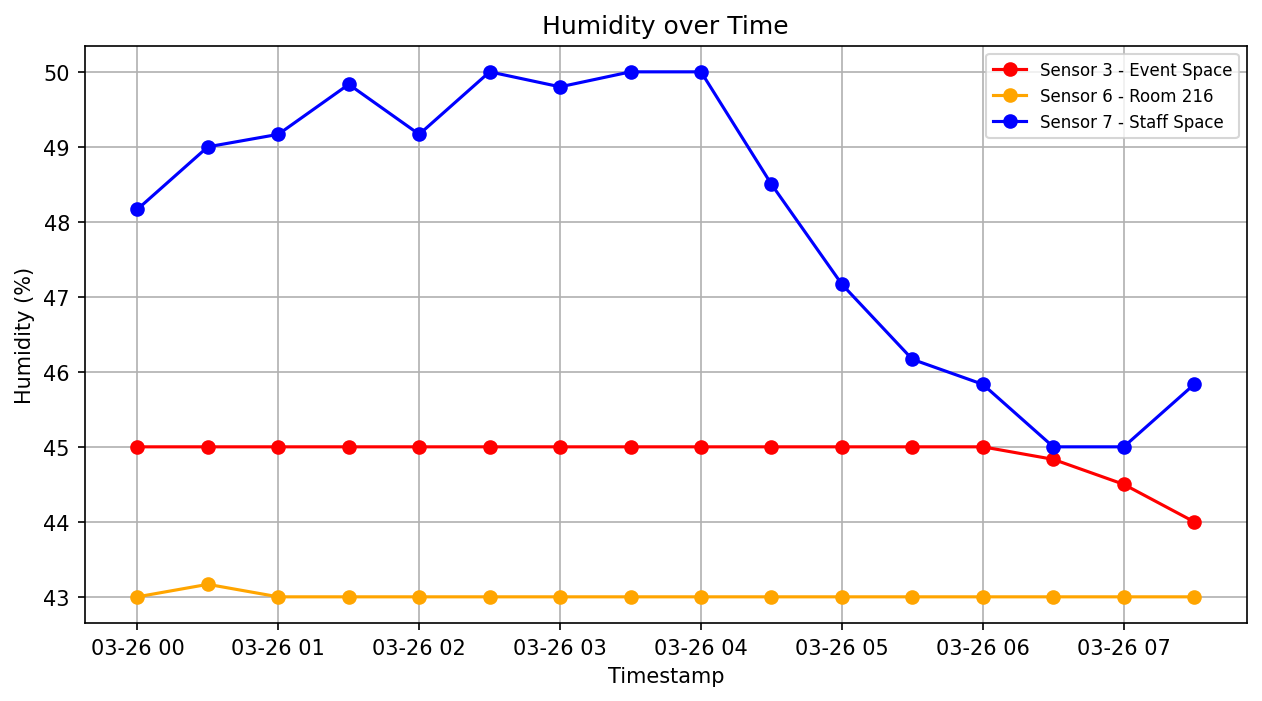 Humidity over Time
Humidity (%)
50
49
48
47
46
45
44
43
Sensor 3 - Event Space
Sensor 6 - Room 216
Sensor 7 - Staff Space
03-26 00
03-26 01
03-26 02
03-26 03
03-26 04
03-26 05
03-26 06
03-26 07
Timestamp